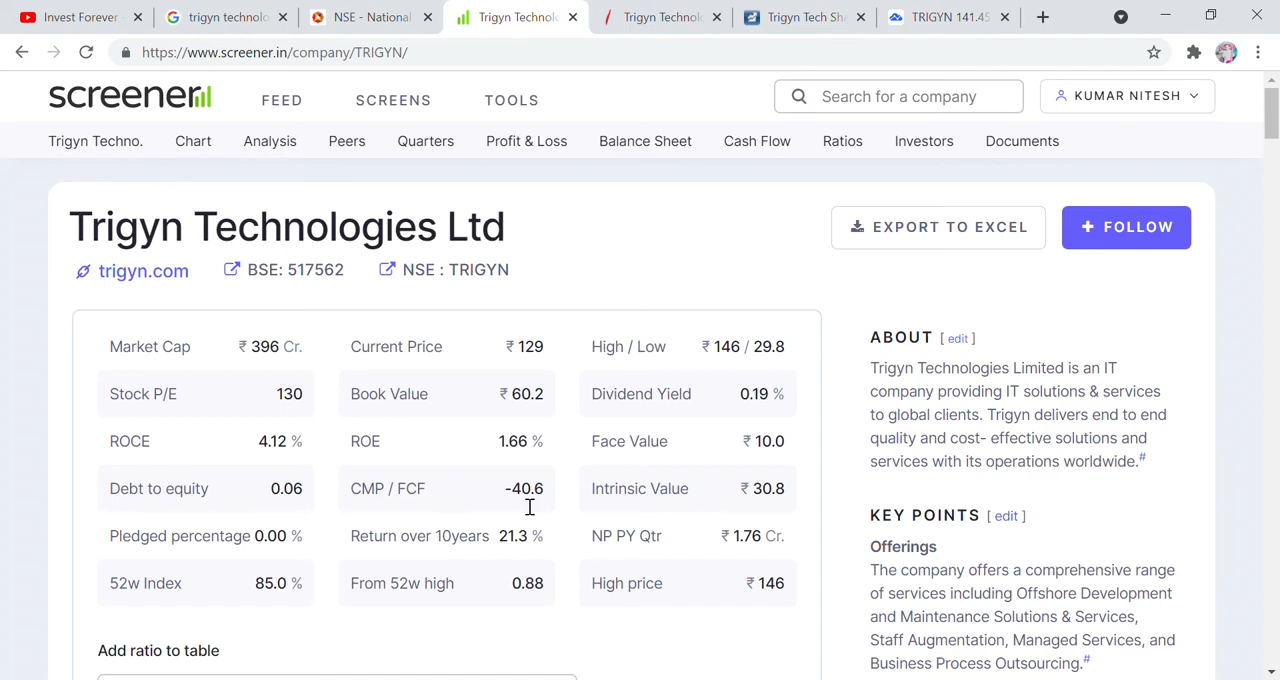 Invest Forever -
trigyn technolo
NSE - National
Trigyn Technolo
Trigyn Technolo
Trigyn Tech Sha
TRIGYN 141.45
https://www.screener.in/company/TRIGYN/
screener
FEED
SCREENS
TOOLS
Search for a company
KUMAR NITESH
Trigyn Techno.
Chart
Analysis
Peers
Quarters
Profit & Loss
Balance Sheet
Cash Flow
Ratios
Investors
Documents
Trigyn Technologies Ltd
EXPORT TO EXCEL
+ FOLLOW
trigyn.com
BSE: 517562
NSE : TRIGYN
Market Cap ₹ 396 Cr.
Current Price ₹ 129
High / Low ₹ 146 / 29.8
Stock P/E 130
Book Value ₹ 60.2
Dividend Yield 0.19 %
ROCE 4.12 %
ROE 1.66 %
Face Value ₹ 10.0
Debt to equity 0.06
CMP / FCF -40.6
Intrinsic Value ₹ 30.8
Pledged percentage 0.00 %
Return over 10years 21.3 %
NP PY Qtr ₹ 1.76 Cr.
52w Index 85.0 %
From 52w high 0.88
High price ₹ 146
Add ratio to table
ABOUT [ edit ]
Trigyn Technologies Limited is an IT
company providing IT solutions & services
to global clients. Trigyn delivers end to end
quality and cost- effective solutions and
services with its operations worldwide.#
KEY POINTS [ edit ]
Offerings
The company offers a comprehensive range
of services including Offshore Development
and Maintenance Solutions & Services,
Staff Augmentation, Managed Services, and
Business Process Outsourcing.#